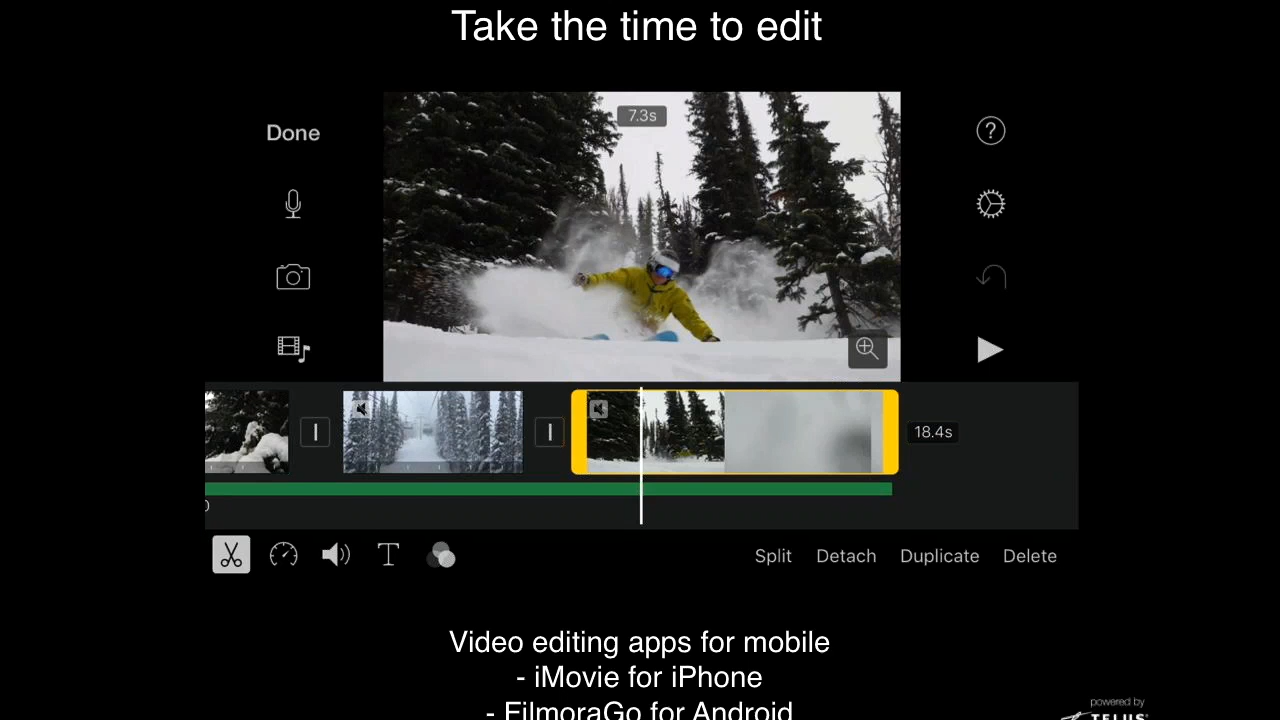 Take the time to edit
7.3s
Done
?
18.4s
T
Split Detach Duplicate Delete
Video editing apps for mobile
- iMovie for iPhone
- FilmoraGo for Android
powered by
TELUS